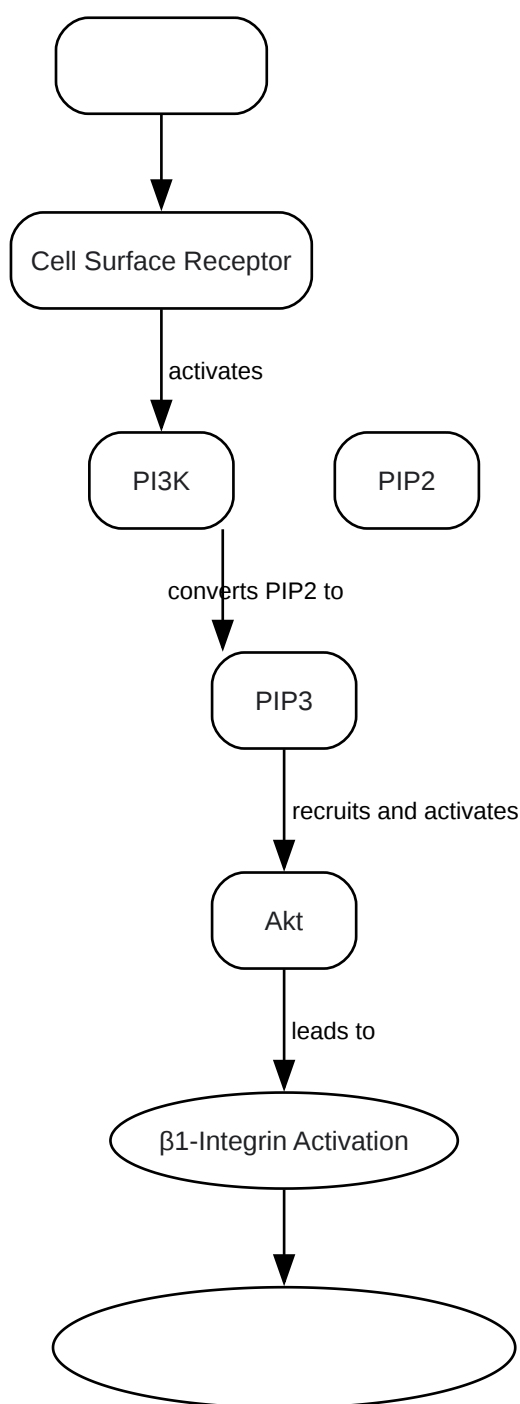 Cell Surface Receptor
activates
PI3K
PIP2
converts PIP2 to
PIP3
recruits and activates
Akt
leads to
β1-Integrin Activation